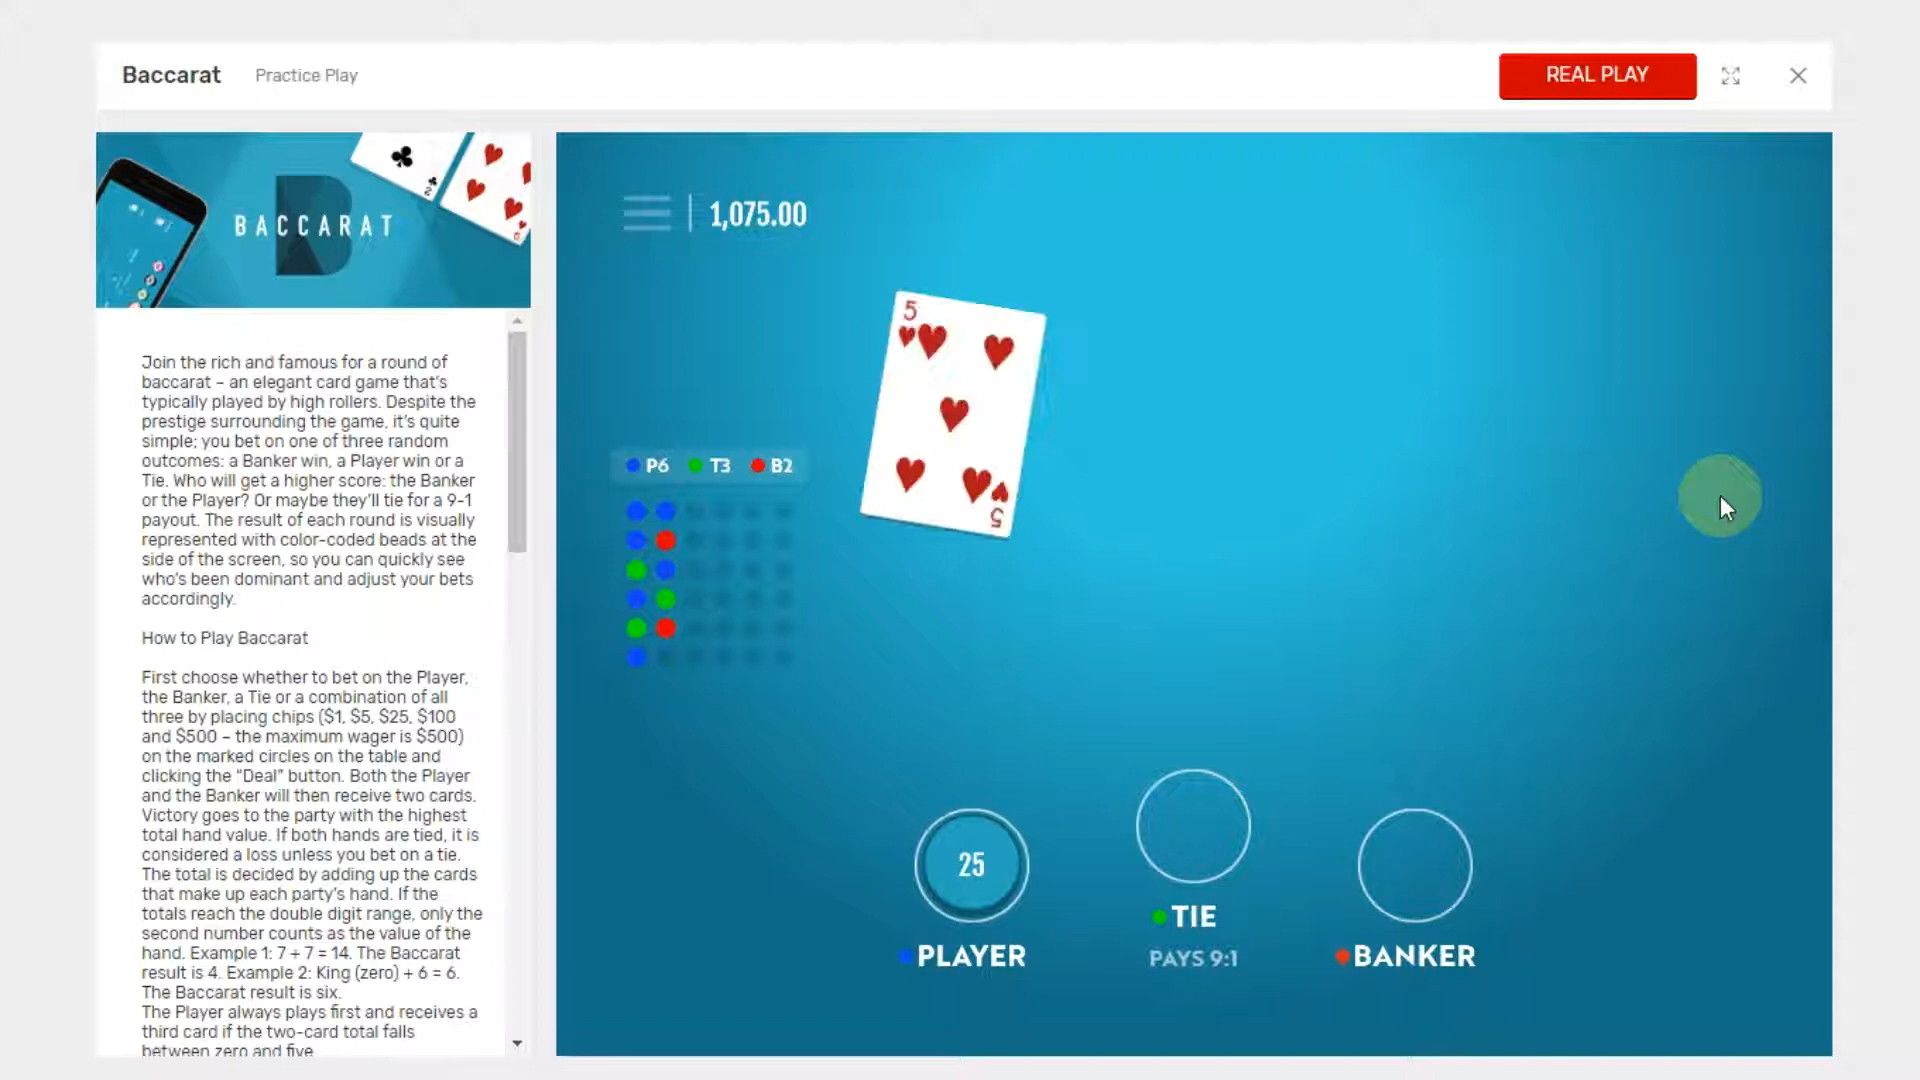 Baccarat
Practice Play
REAL PLAY
BACCARAT
2
1,075.00
5
5
P6
T3
B2
Join the rich and famous for a round of
baccarat – an elegant card game that's
typically played by high rollers. Despite the
prestige surrounding the game, it's quite
simple; you bet on one of three random
outcomes: a Banker win, a Player win or a
Tie. Who will get a higher score: the Banker
or the Player? Or maybe they'll tie for a 9-1
payout. The result of each round is visually
represented with color-coded beads at the
side of the screen, so you can quickly see
who's been dominant and adjust your bets
accordingly.
How to Play Baccarat
First choose whether to bet on the Player,
the Banker, a Tie or a combination of all
three by placing chips ($1, $5, $25, $100
and $500 – the maximum wager is $500)
on the marked circles on the table and
clicking the "Deal" button. Both the Player
and the Banker will then receive two cards.
Victory goes to the party with the highest
total hand value. If both hands are tied, it is
considered a loss unless you bet on a tie.
The total is decided by adding up the cards
that make up each party's hand. If the
totals reach the double digit range, only the
second number counts as the value of the
hand. Example 1: 7 + 7 = 14. The Baccarat
result is 4. Example 2: King (zero) + 6 = 6.
The Baccarat result is six.
The Player always plays first and receives a
third card if the two-card total falls
between zero and five
25
PLAYER
TIE
PAYS 9:1
BANKER